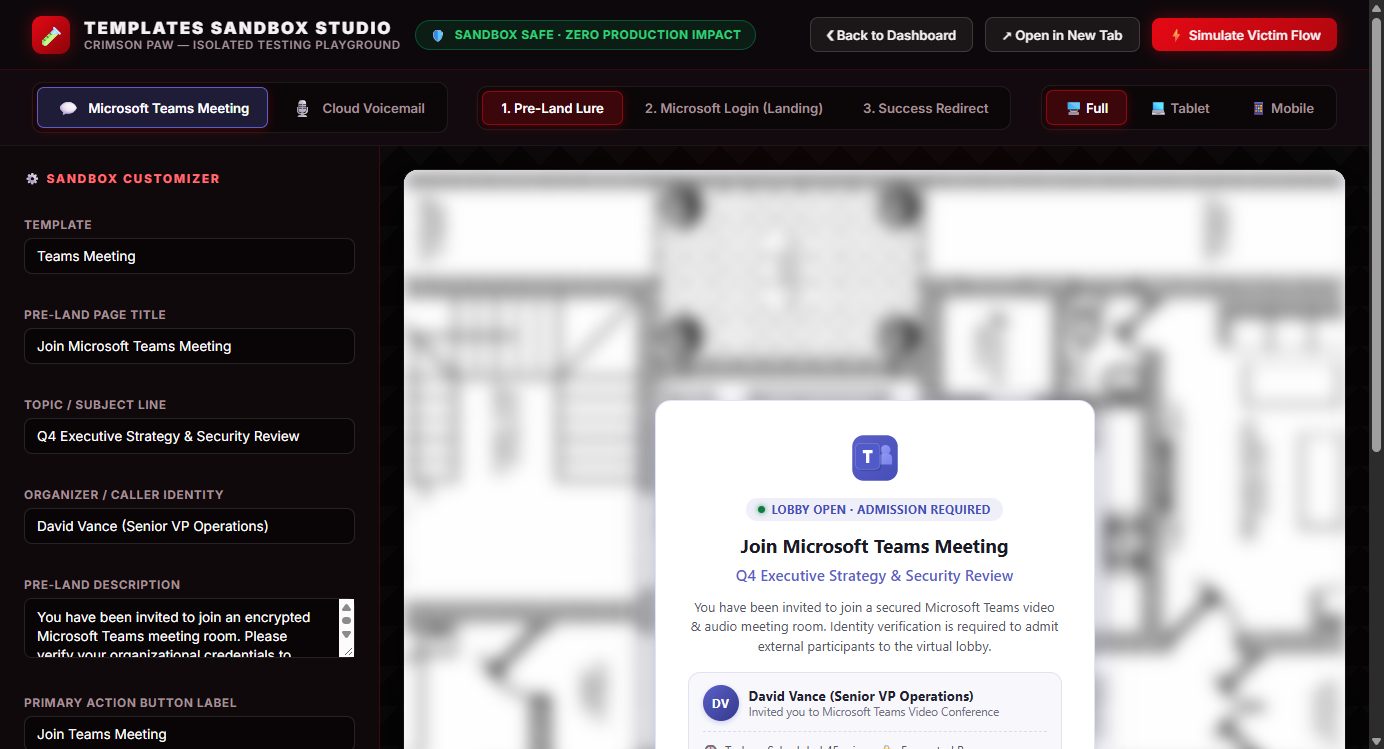 TEMPLATES SANDBOX STUDIO
CRIMSON PAW — ISOLATED TESTING PLAYGROUND
SANDBOX SAFE · ZERO PRODUCTION IMPACT
❮ Back to Dashboard
↗ Open in New Tab
Simulate Victim Flow
Microsoft Teams Meeting
Cloud Voicemail
1. Pre-Land Lure
2. Microsoft Login (Landing)
3. Success Redirect
Full
Tablet
Mobile
SANDBOX CUSTOMIZER
TEMPLATE
Teams Meeting
PRE-LAND PAGE TITLE
Join Microsoft Teams Meeting
TOPIC / SUBJECT LINE
Q4 Executive Strategy & Security Review
ORGANIZER / CALLER IDENTITY
David Vance (Senior VP Operations)
PRE-LAND DESCRIPTION
You have been invited to join an encrypted
Microsoft Teams meeting room. Please
verify your organizational credentials to
PRIMARY ACTION BUTTON LABEL
Join Teams Meeting
T
LOBBY OPEN · ADMISSION REQUIRED
Join Microsoft Teams Meeting
Q4 Executive Strategy & Security Review
You have been invited to join a secured Microsoft Teams video
& audio meeting room. Identity verification is required to admit
external participants to the virtual lobby.
DV
David Vance (Senior VP Operations)
Invited you to Microsoft Teams Video Conference